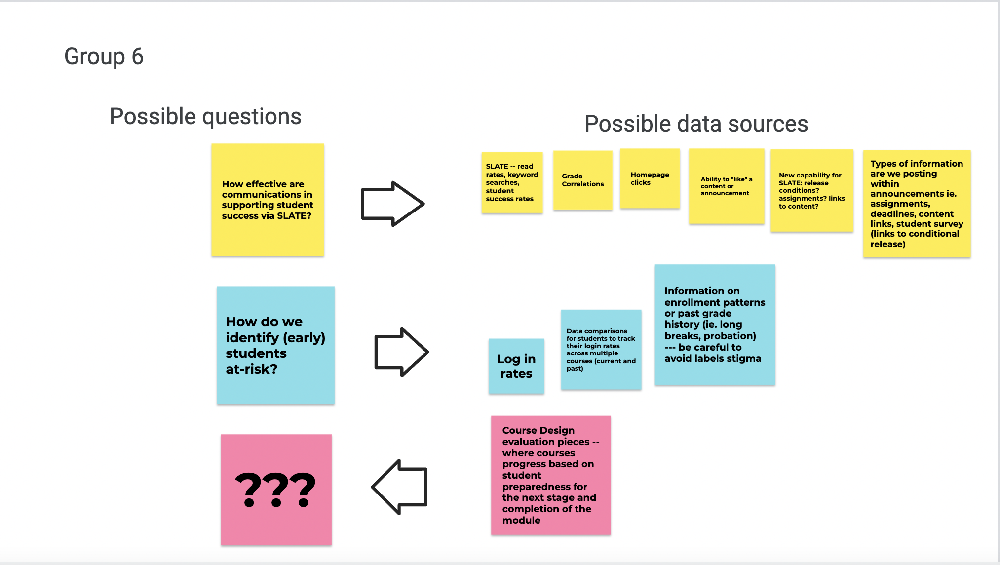 Group 6
Possible questions
Possible data sources
How effective are
communications in
supporting student
success via SLATE?
SLATE -- read
rates, keyword
searches,
student
success rates
Grade
Correlations
Homepage
clicks
Ability to "like" a
content or
announcement
New capability for
SLATE: release
conditions?
assignments? links
to content?
Types of information
are we posting
within
announcements ie.
assignments,
deadlines, content
links, student survey
(links to conditional
release)
How do we
identify (early)
students
at-risk?
Log in
rates
Data comparisons
for students to track
their login rates
across multiple
courses (current and
past)
Information on
enrollment patterns
or past grade
history (ie. long
breaks, probation)
--- be careful to
avoid labels stigma
???
Course Design
evaluation pieces --
where courses
progress based on
student
preparedness for
the next stage and
completion of the
module